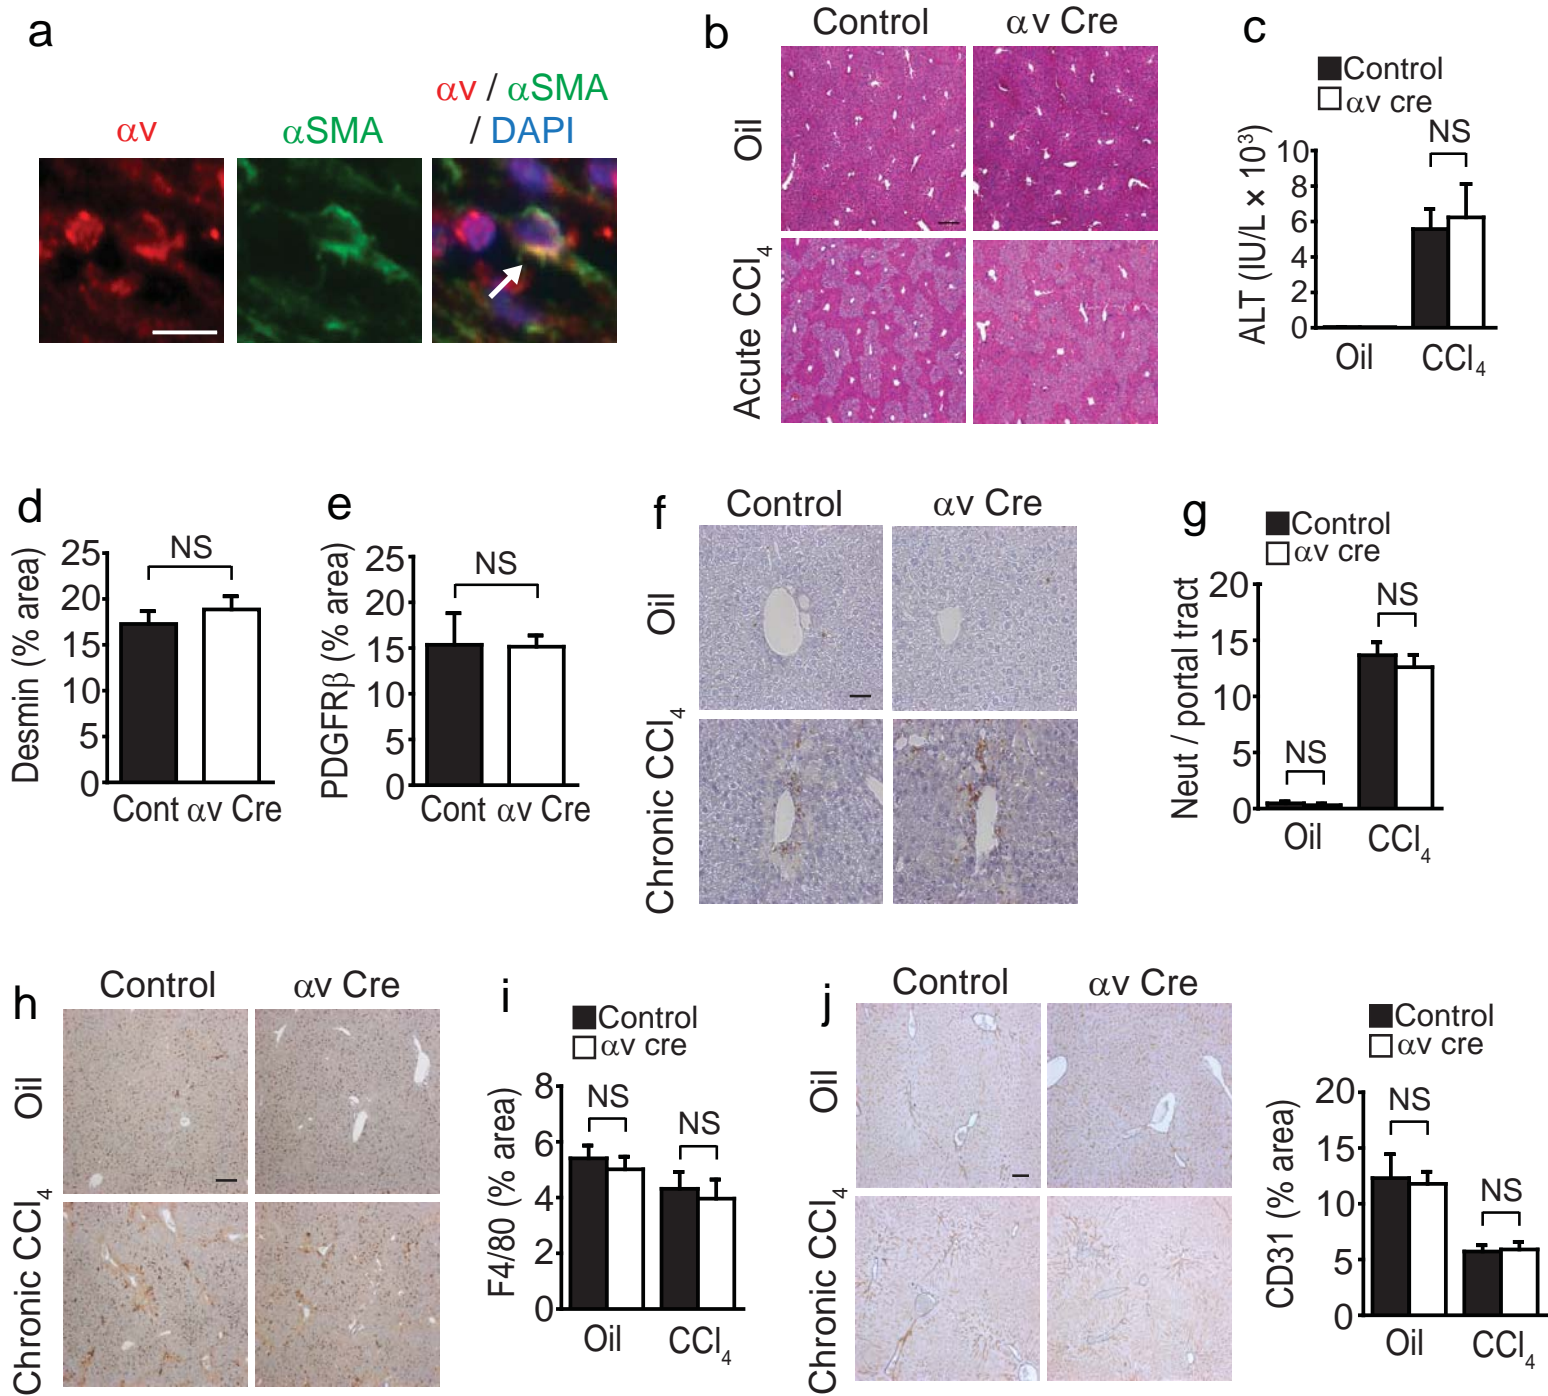 a
αv
αSMA
αv / αSMA
/ DAPI
b
Control
αv Cre
Oil
Acute CCl₄
c
Control
αv cre
ALT (IU/L × 10³)
10
8
6
4
2
0
NS
Oil
CCl₄
d
Desmin (% area)
25
20
15
10
5
0
NS
Cont
αv Cre
e
PDGFRβ (% area)
25
20
15
10
5
0
NS
Cont
αv Cre
f
Control
αv Cre
Oil
Chronic CCl₄
g
Control
αv cre
Neut / portal tract
20
15
10
5
0
NS
NS
Oil
CCl₄
h
Control
αv Cre
Oil
Chronic CCl₄
i
Control
αv cre
F4/80 (% area)
8
6
4
2
0
NS
NS
Oil
CCl₄
j
Control
αv Cre
Oil
Chronic CCl₄
Control
αv cre
CD31 (% area)
20
15
10
5
0
NS
NS
Oil
CCl₄